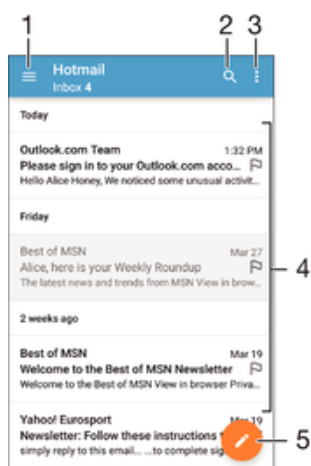 1 2 3
Hotmail
Inbox 4
Today
Outlook.com Team 1:32 PM
Please sign in to your Outlook.com acco...
Hello Alice Honey, We noticed some unusual activit...
Friday
Best of MSN Mar 27
Alice, here is your Weekly Roundup
The latest news and trends from MSN View in brow...
4
2 weeks ago
Best of MSN Mar 19
Welcome to the Best of MSN Newsletter
Welcome to the Best of MSN View in browser Priva...
Yahoo! Eurosport Mar 19
Newsletter: Follow these instructions
5
simply reply to this email... ...to complete